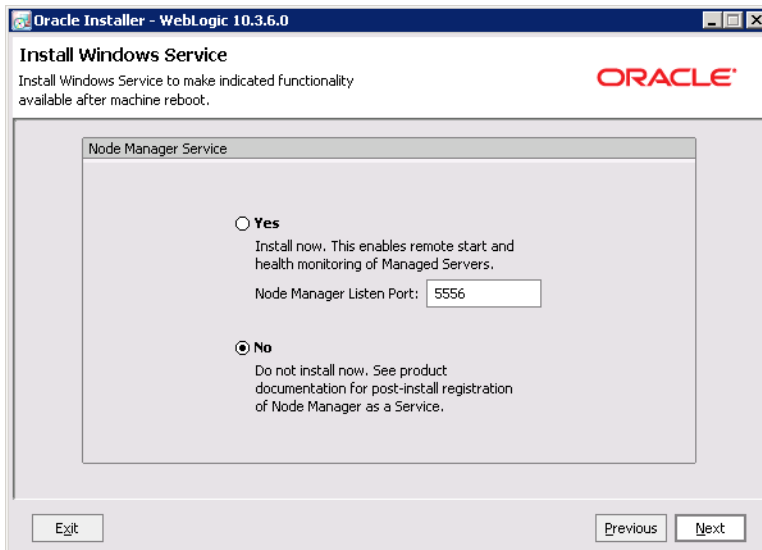 Oracle Installer - WebLogic 10.3.6.0
Install Windows Service
Install Windows Service to make indicated functionality
available after machine reboot.
ORACLE
Node Manager Service
Yes
Install now. This enables remote start and
health monitoring of Managed Servers.
Node Manager Listen Port: 5556
No
Do not install now. See product
documentation for post-install registration
of Node Manager as a Service.
Exit Previous Next